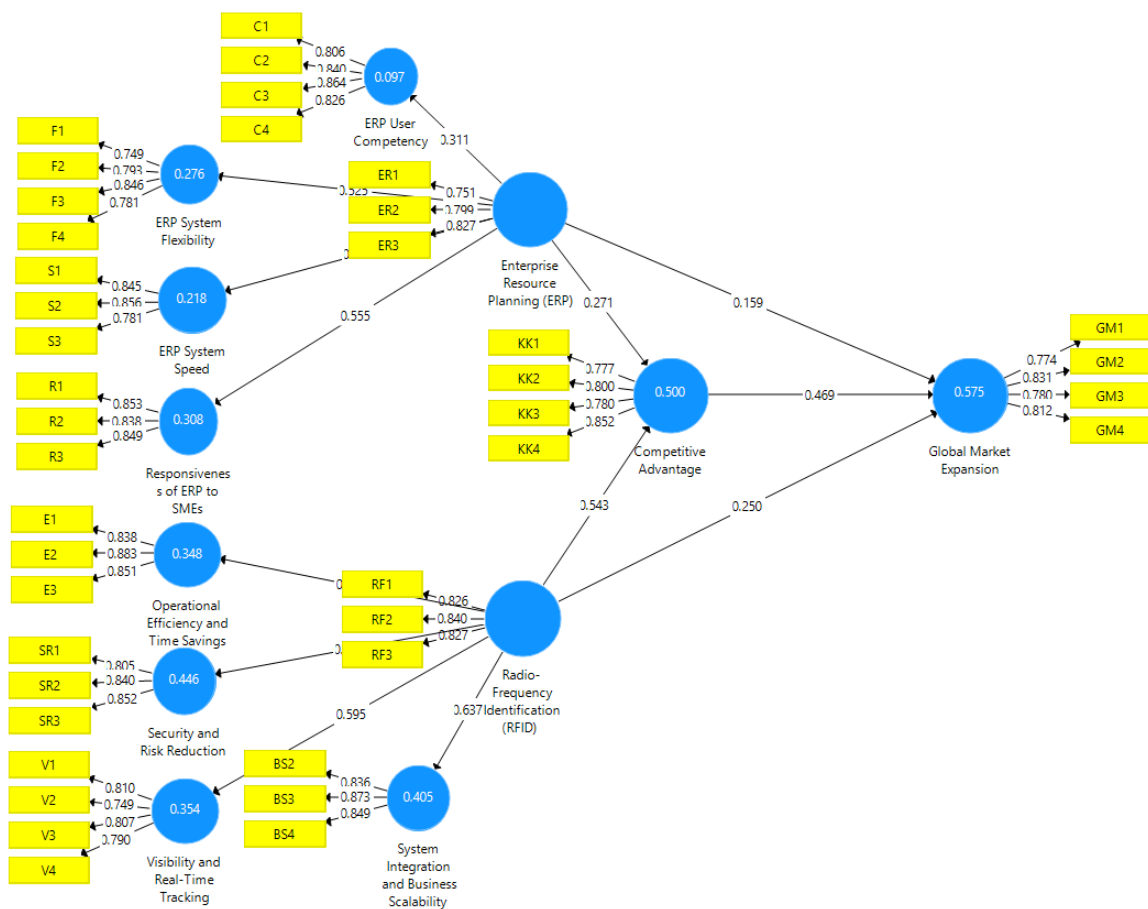 C1
C2
C3
C4
0.806
0.840
0.864
0.826
0.097
ERP User
Competency
0.311
F1
F2
F3
F4
0.749
0.793
0.846
0.781
0.276
ERP System
Flexibility
0.525
ER1
ER2
ER3
0.751
0.799
0.827
Enterprise
Resource
Planning (ERP)
S1
S2
S3
0.845
0.856
0.781
0.218
ERP System
Speed
0.555
0.271
0.159
R1
R2
R3
0.853
0.838
0.849
0.308
Responsivenes
s of ERP to
SMEs
KK1
KK2
KK3
KK4
0.777
0.800
0.780
0.852
0.500
Competitive
Advantage
0.469
0.575
Global Market
Expansion
0.774
0.831
0.780
0.812
GM1
GM2
GM3
GM4
E1
E2
E3
0.838
0.883
0.851
0.348
Operational
Efficiency and
Time Savings
0.543
0.250
RF1
RF2
RF3
0.826
0.840
0.827
Radio-
Frequency
Identification
(RFID)
SR1
SR2
SR3
0.805
0.840
0.852
0.446
Security and
Risk Reduction
0.595
0.637
V1
V2
V3
V4
0.810
0.749
0.807
0.790
0.354
Visibility and
Real-Time
Tracking
BS2
BS3
BS4
0.836
0.873
0.849
0.405
System
Integration
and Business
Scalability